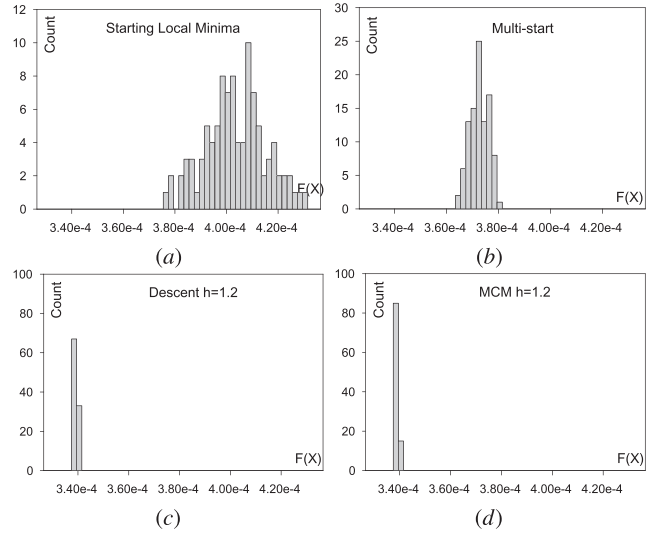 12
10
8
6
4
2
0
Count
Starting Local Minima
F(X)
3.40e-4 3.60e-4 3.80e-4 4.00e-4 4.20e-4
(a)
30
25
20
15
10
5
0
Count
Multi-start
F(X)
3.40e-4 3.60e-4 3.80e-4 4.00e-4 4.20e-4
(b)
100
80
60
40
20
0
Count
Descent h=1.2
F(X)
3.40e-4 3.60e-4 3.80e-4 4.00e-4 4.20e-4
(c)
100
80
60
40
20
0
Count
MCM h=1.2
F(X)
3.40e-4 3.60e-4 3.80e-4 4.00e-4 4.20e-4
(d)